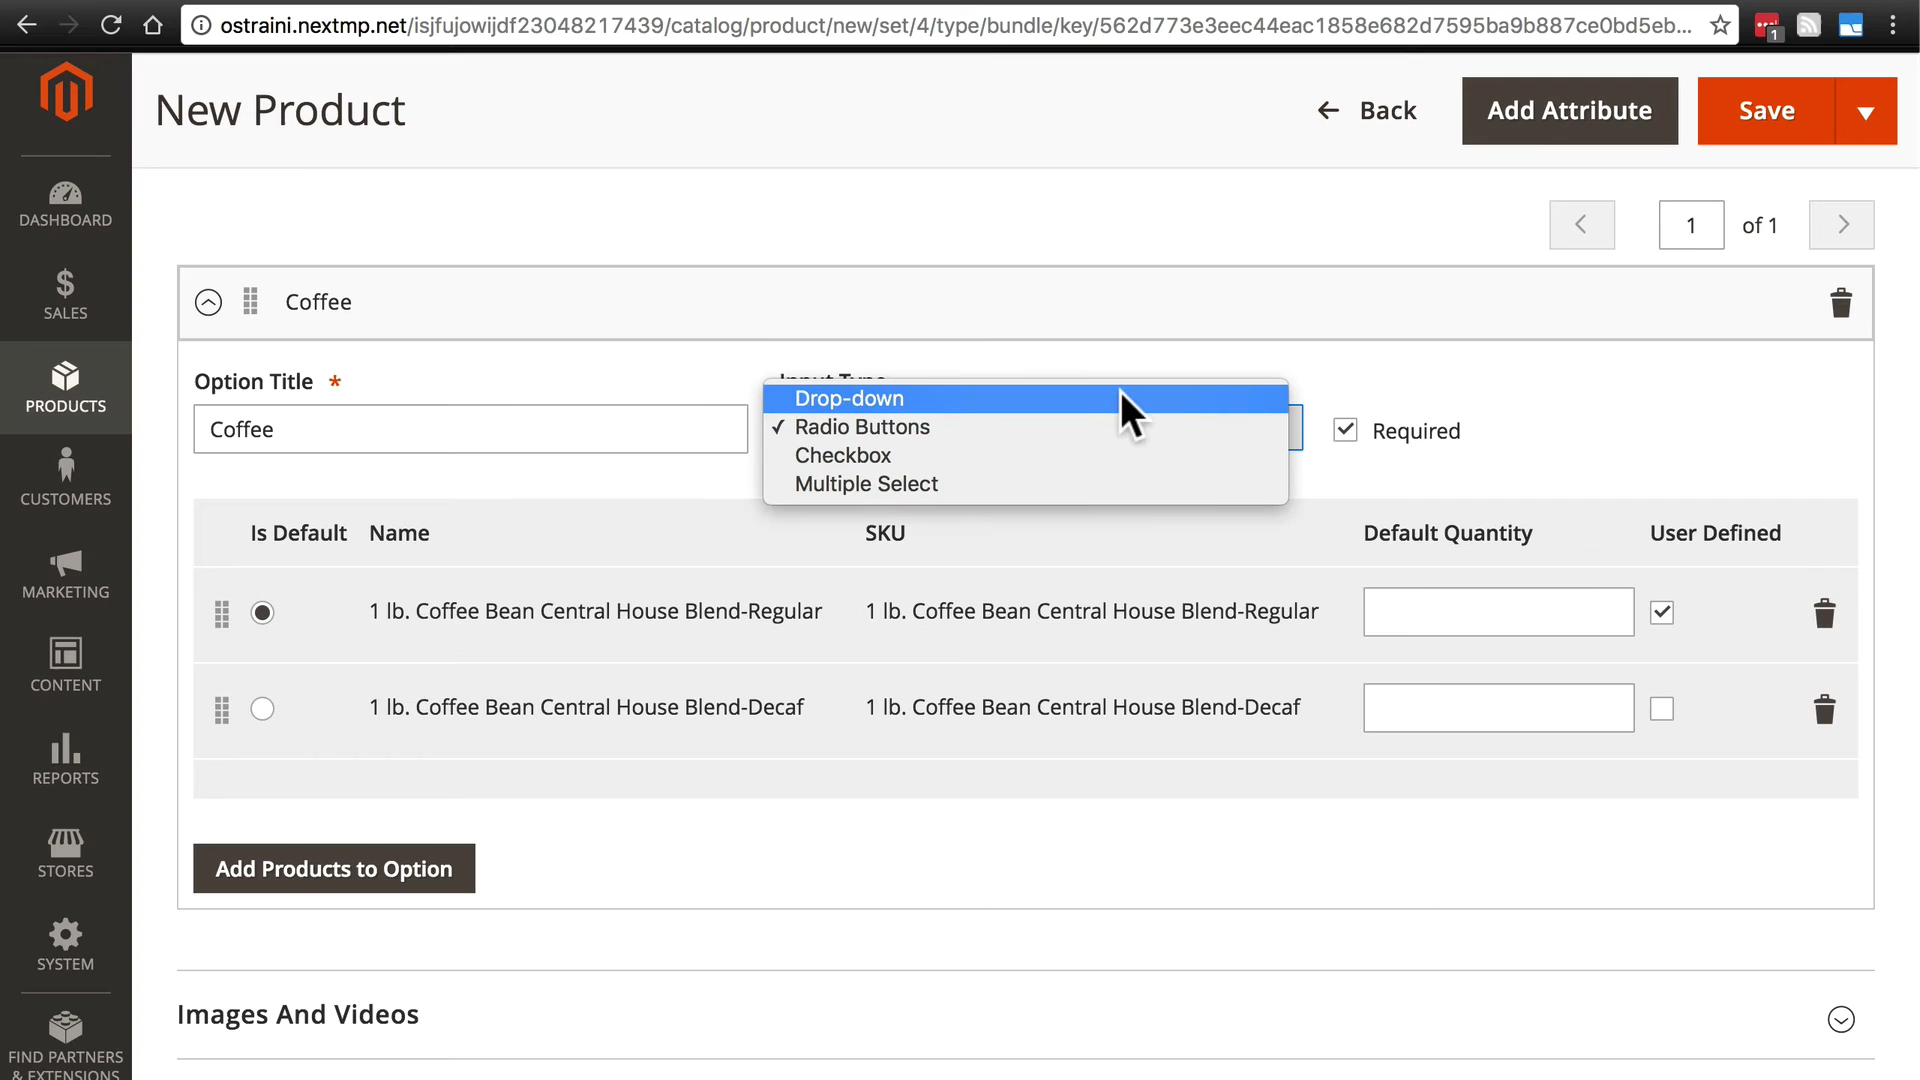 ostraini.nextmp.net/isjfujowijdf23048217439/catalog/product/new/set/4/type/bundle/key/562d773e3eec44eac1858e682d7595ba9b887ce0bd5eb...
1
New Product
Back
Add Attribute
Save
DASHBOARD
SALES
PRODUCTS
CUSTOMERS
MARKETING
CONTENT
REPORTS
STORES
SYSTEM
FIND PARTNERS
& EXTENSIONS
1 of 1
Coffee
Option Title *
Input Type
Coffee
Drop-down
✓ Radio Buttons
Checkbox
Multiple Select
Required
Is Default Name SKU Default Quantity User Defined
1 lb. Coffee Bean Central House Blend-Regular 1 lb. Coffee Bean Central House Blend-Regular
1 lb. Coffee Bean Central House Blend-Decaf 1 lb. Coffee Bean Central House Blend-Decaf
Add Products to Option
Images And Videos